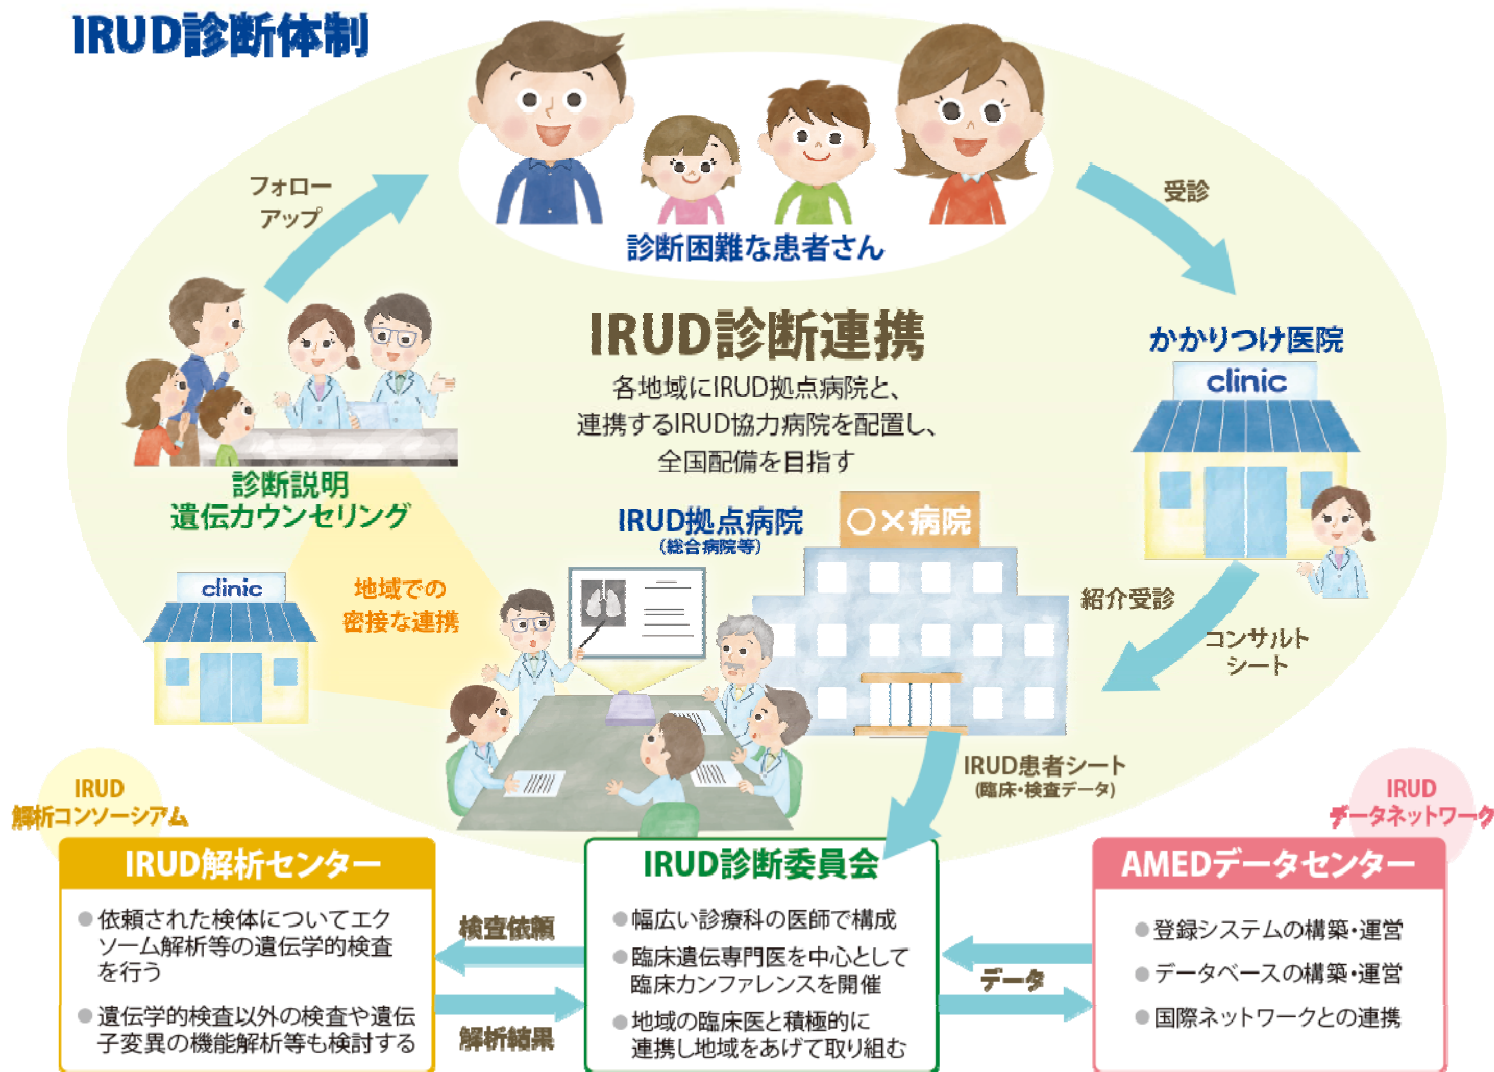 IRUD診断体制
フォロー
アップ
受診
診断困難な患者さん
IRUD診断連携
各地域にIRUD拠点病院と、
連携するIRUD協力病院を配置し、
全国配備を目指す
かかりつけ医院
clinic
診断説明
遺伝カウンセリング
IRUD拠点病院
(総合病院等)
〇×病院
clinic
地域での
密接な連携
紹介受診
コンサルト
シート
IRUD患者シート
(臨床・検査データ)
IRUD
解析コンソーシアム
IRUD
データネットワーク
IRUD解析センター
●依頼された検体についてエク
ソーム解析等の遺伝学的検査
を行う
●遺伝学的検査以外の検査や遺伝
子変異の機能解析等も検討する
検査依頼
解析結果
IRUD診断委員会
●幅広い診療科の医師で構成
●臨床遺伝専門医を中心として
臨床カンファレンスを開催
●地域の臨床医と積極的に
連携し地域をあげて取り組む
データ
AMEDデータセンター
●登録システムの構築・運営
●データベースの構築・運営
●国際ネットワークとの連携